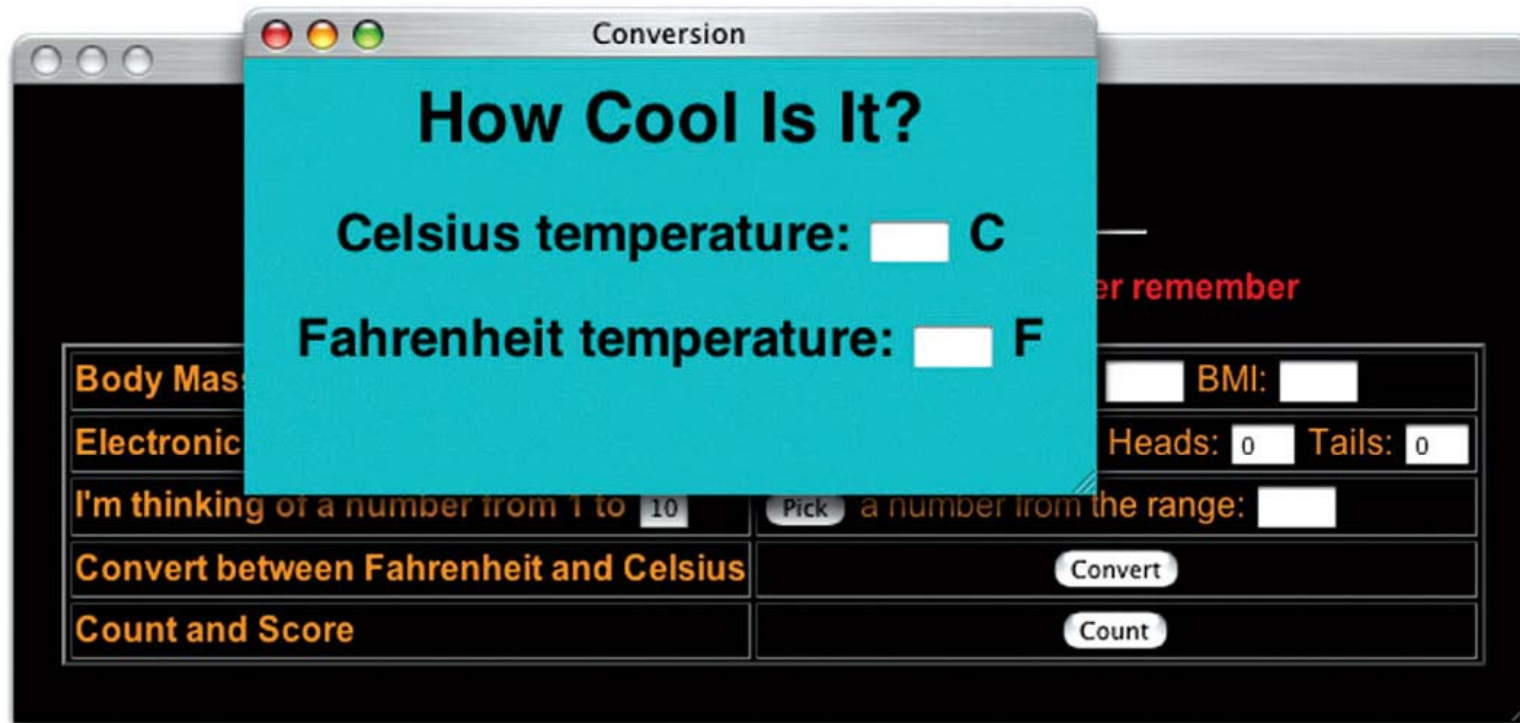 Conversion
How Cool Is It?
Celsius temperature: C
Fahrenheit temperature: F
remember
Body BMI:
Electronic Heads: 0 Tails: 0
I'm thinking of a number from 1 to 10 Pick a number from the range:
Convert between Fahrenheit and Celsius Convert
Count and Score Count